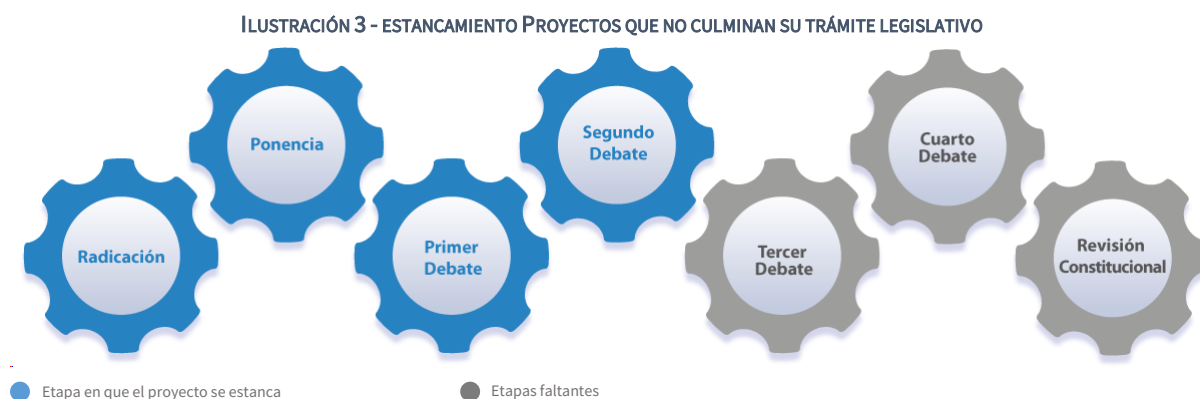 ILUSTRACIÓN 3 - ESTANCAMIENTO PROYECTOS QUE NO CULMINAN SU TRÁMITE LEGISLATIVO
Radicación
Ponencia
Primer
Debate
Segundo
Debate
Tercer
Debate
Cuarto
Debate
Revisión
Constitucional
Etapa en que el proyecto se estanca
Etapas faltantes